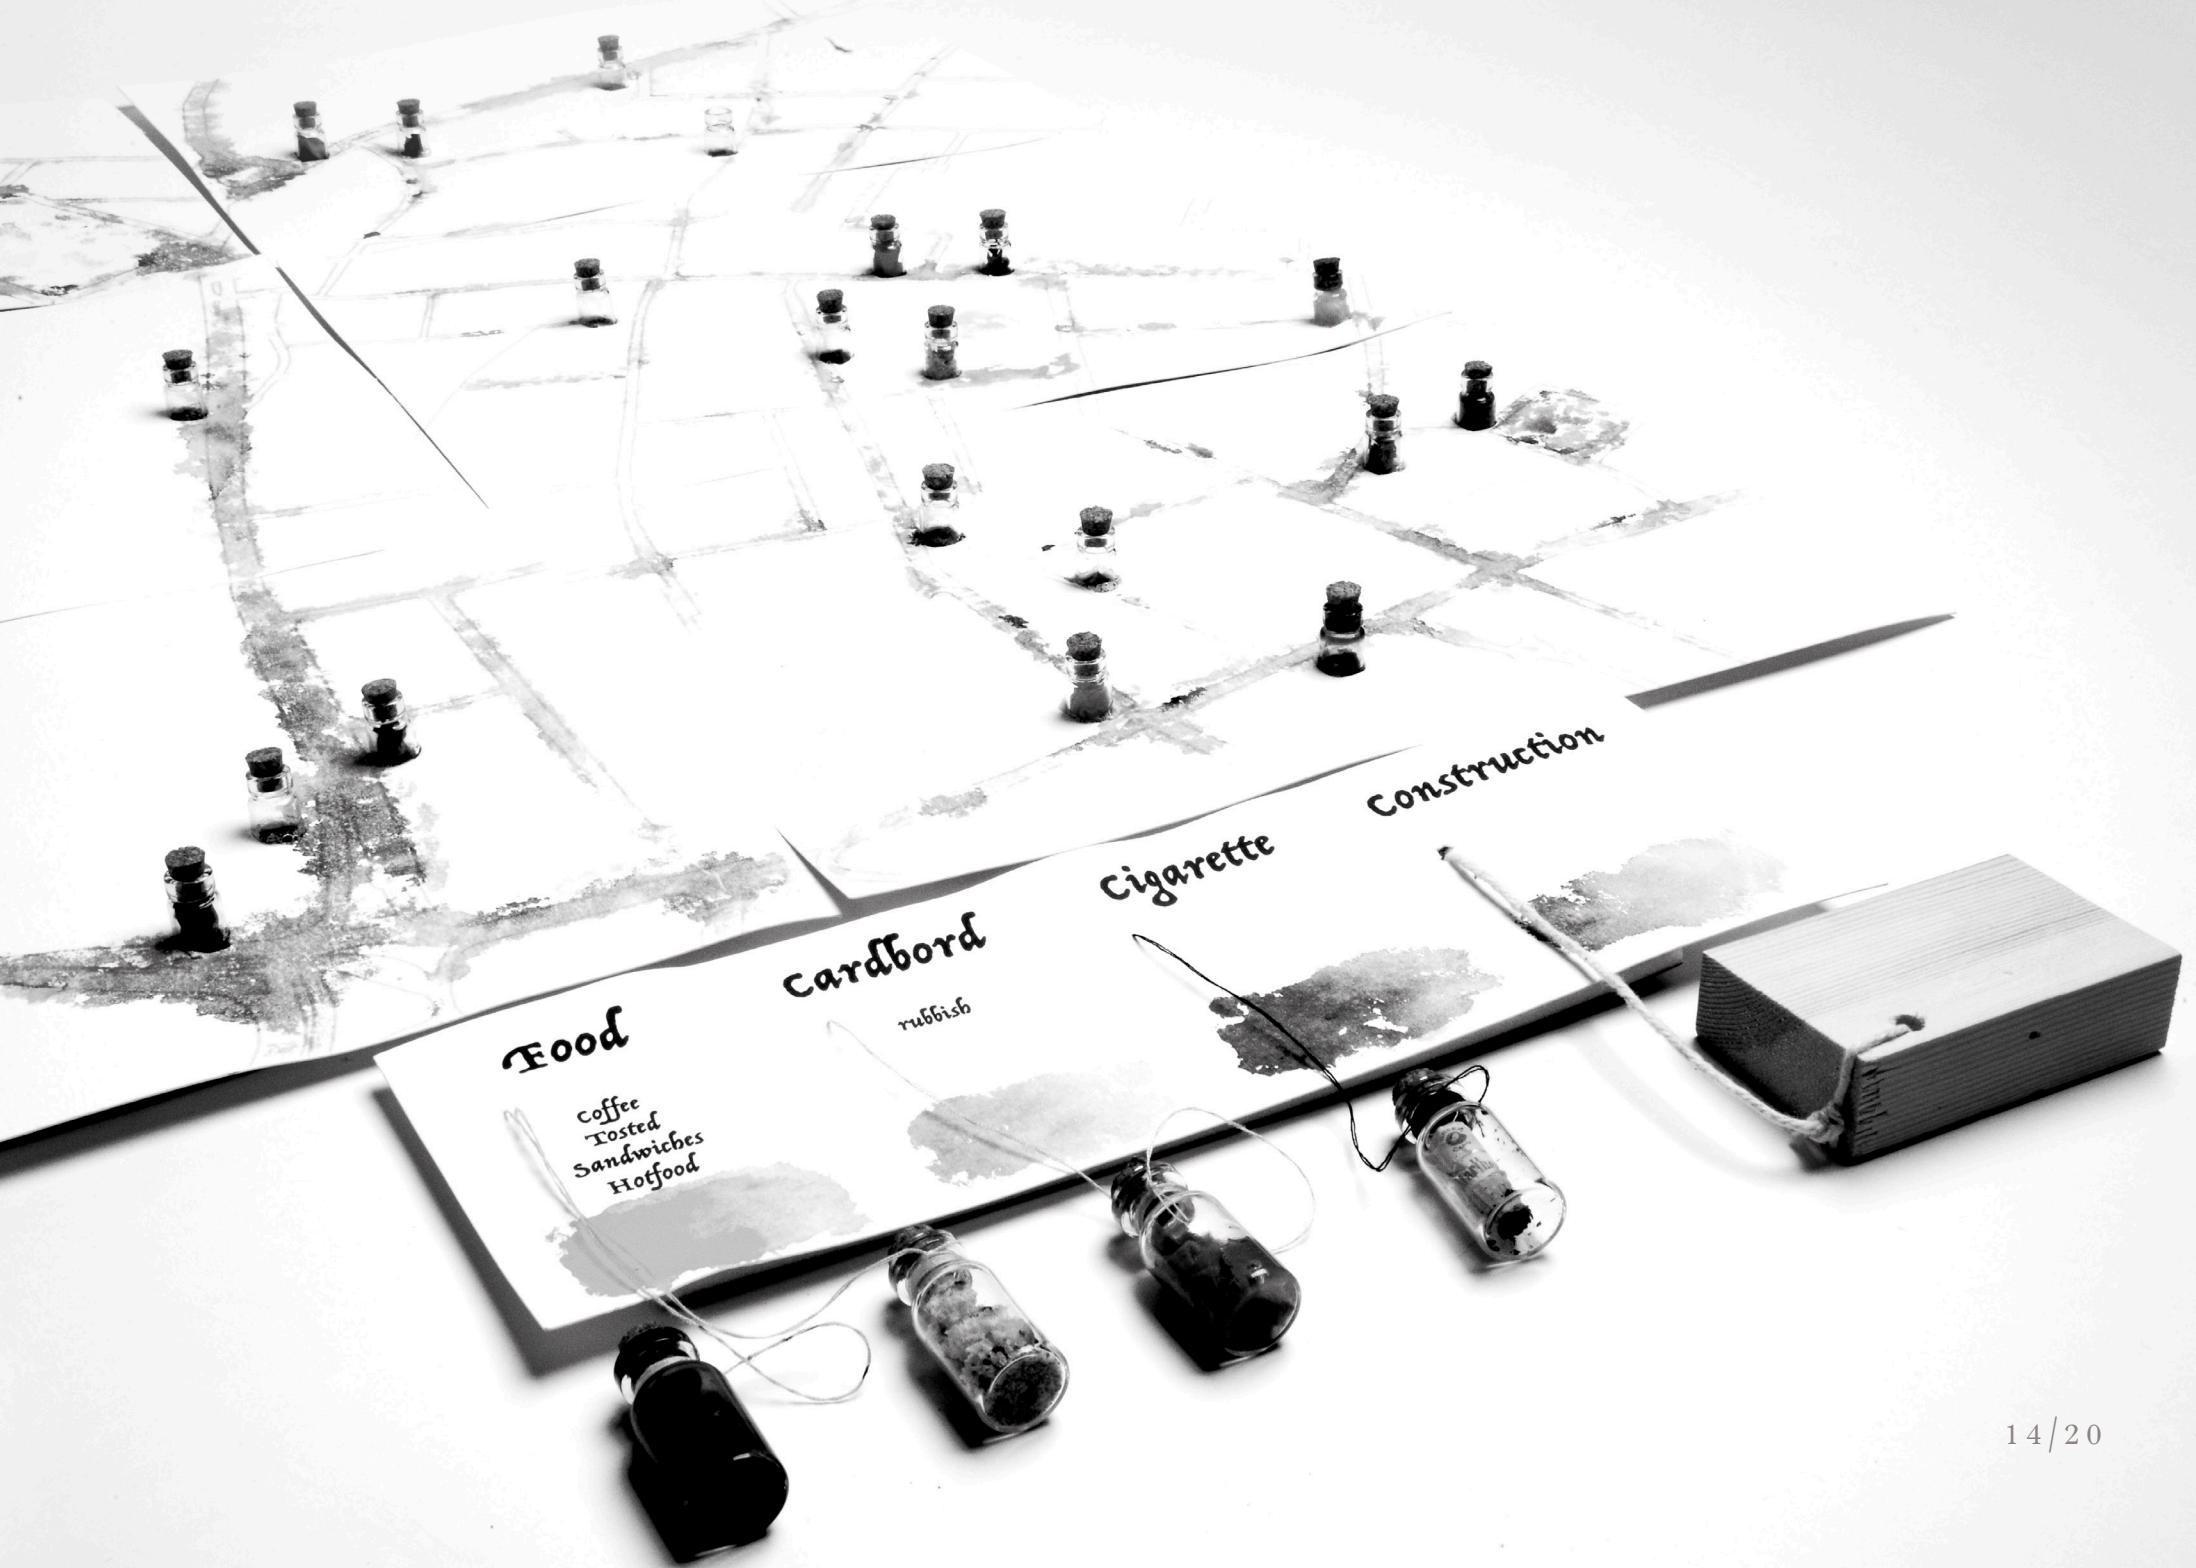 Construction
Cigarette
Cardbord
rubbish
Food
Coffee
Tosted
Sandwiches
Hotfood
14/20